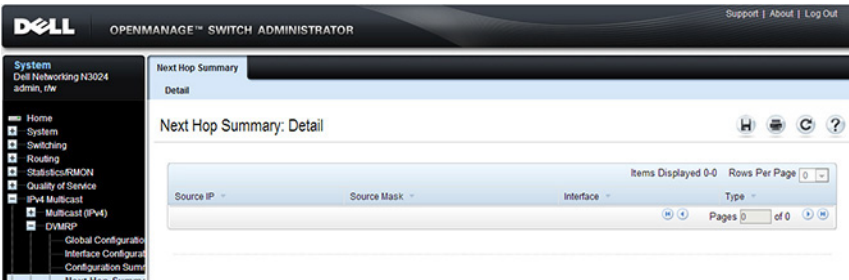 Support | About | Log Out
DELL OPENMANAGE™ SWITCH ADMINISTRATOR
System
Dell Networking N3024
admin, r/w
Next Hop Summary
Detail
Home
System
Switching
Routing
Statistics/RMON
Quality of Service
IPv4 Multicast
Multicast (IPv4)
DVMRP
Global Configuratio
Interface Configurat
Configuration Summ
Next Hop Summa
Next Hop Summary: Detail
Items Displayed 0-0 Rows Per Page 0
Source IP Source Mask Interface Type
Pages 0 of 0